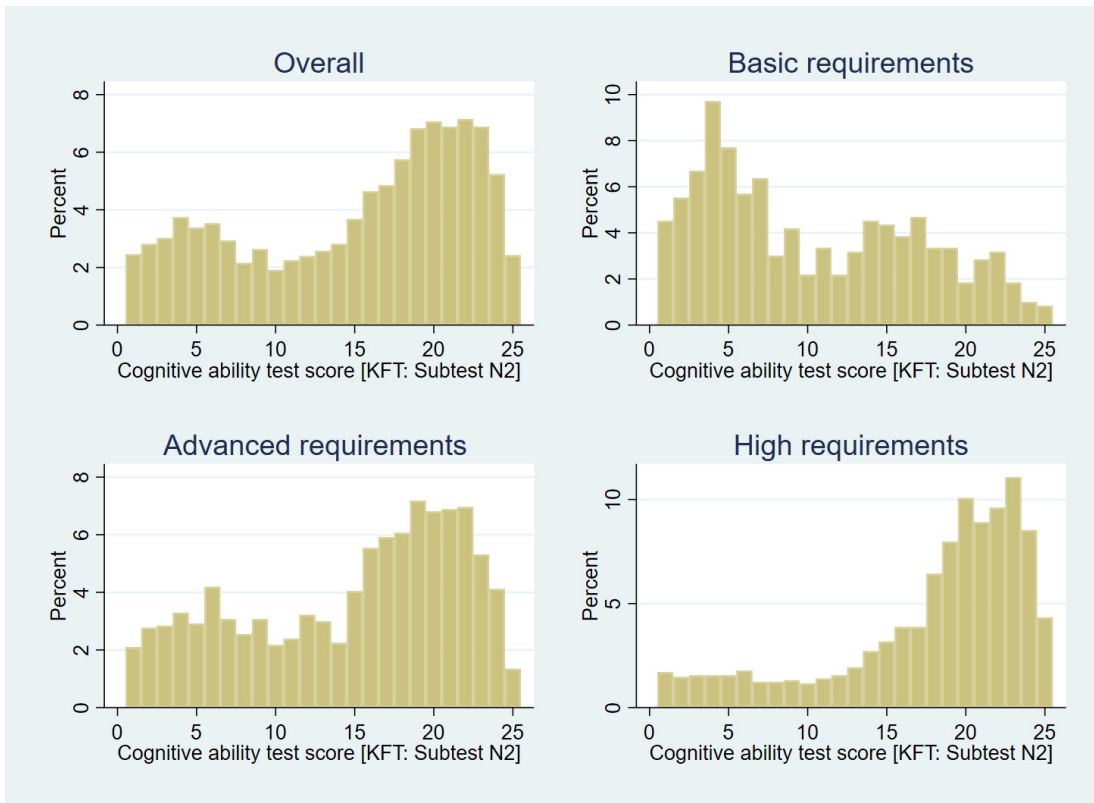 Overall
Percent
8
6
4
2
0
0 5 10 15 20 25
Cognitive ability test score [KFT: Subtest N2]
Basic requirements
Percent
10
8
6
4
2
0
0 5 10 15 20 25
Cognitive ability test score [KFT: Subtest N2]
Advanced requirements
Percent
8
6
4
2
0
0 5 10 15 20 25
Cognitive ability test score [KFT: Subtest N2]
High requirements
Percent
10
5
0
0 5 10 15 20 25
Cognitive ability test score [KFT: Subtest N2]